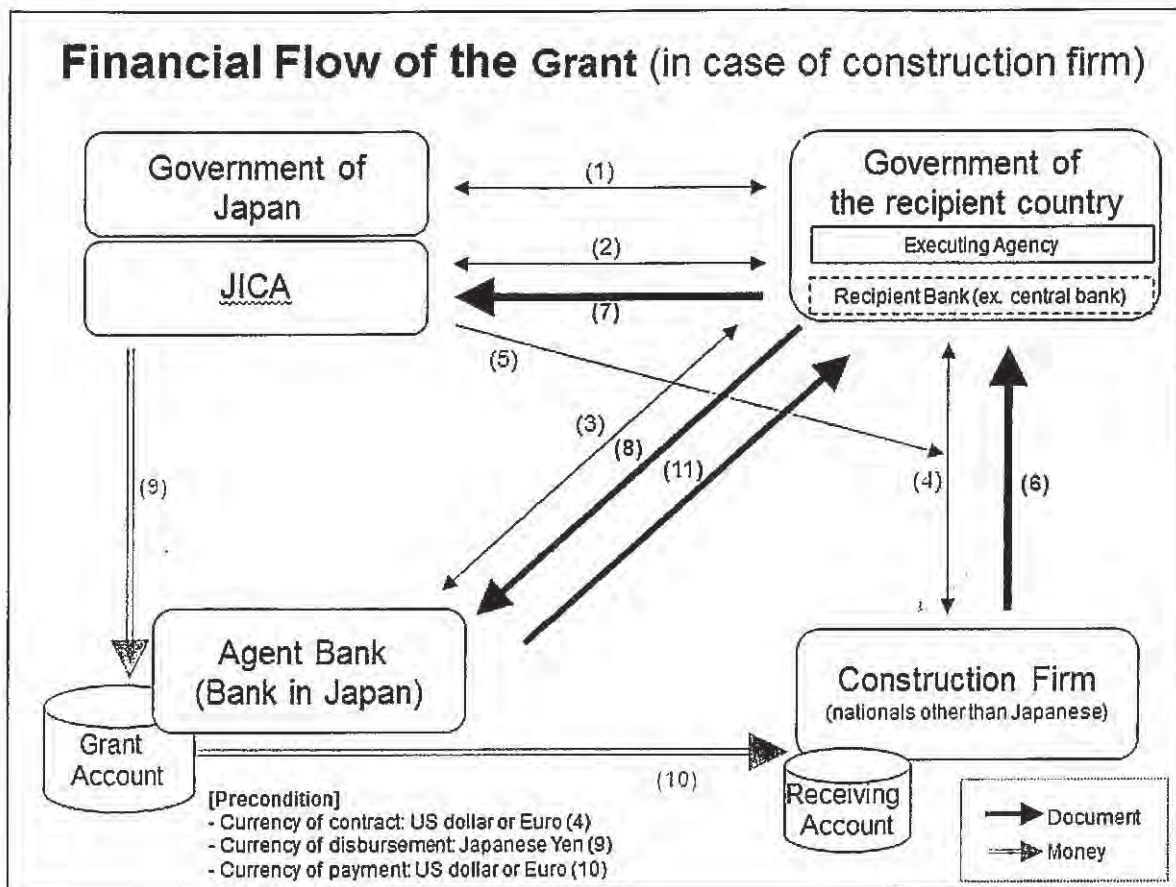 Financial Flow of the Grant (in case of construction firm)
Government of
Japan
JICA
Government of
the recipient country
Executing Agency
Recipient Bank (ex. central bank)
(1)
(2)
(7)
(5)
(3)
(8)
(11)
(4)
(6)
(9)
Agent Bank
(Bank in Japan)
Grant
Account
(10)
Construction Firm
(nationals other than Japanese)
Receiving
Account
[Precondition]
- Currency of contract: US dollar or Euro (4)
- Currency of disbursement: Japanese Yen (9)
- Currency of payment: US dollar or Euro (10)
Document
Money